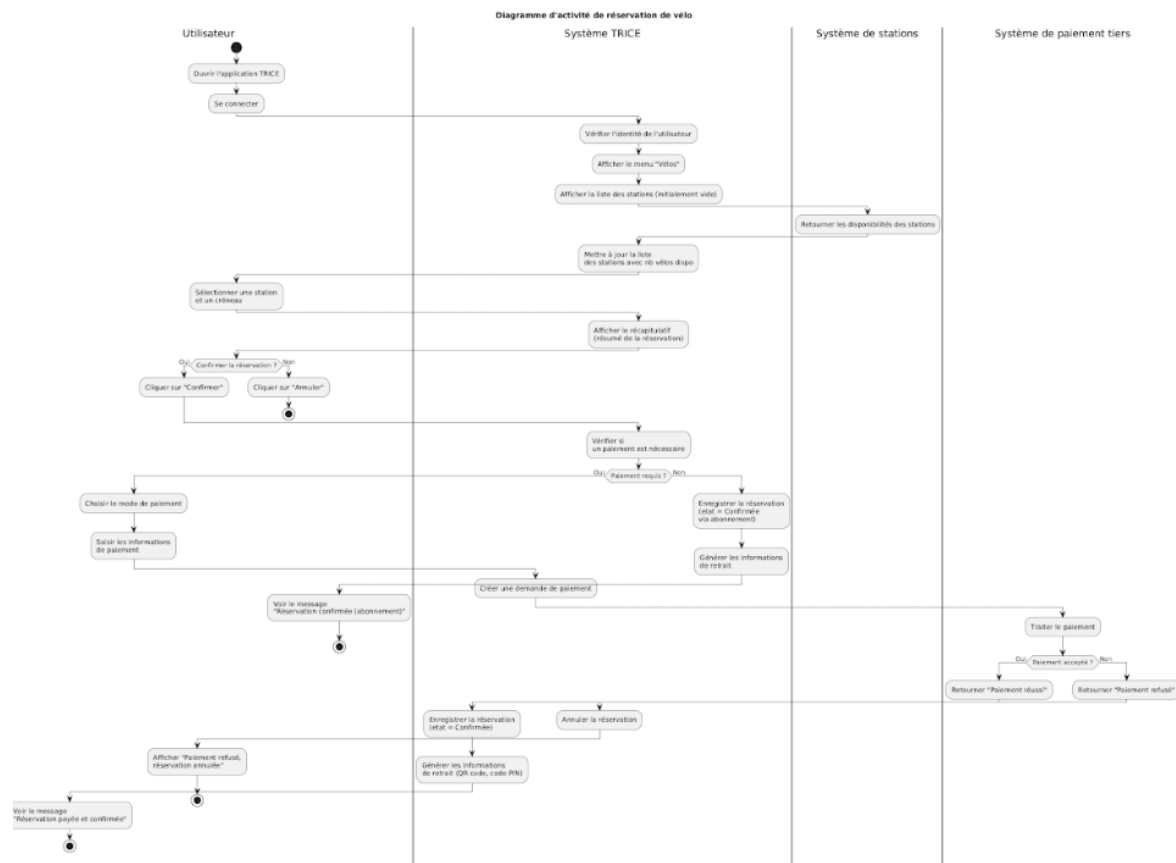 Diagramme d'activité de réservation de vélo
Utilisateur
Système TRICE
Système de stations
Système de paiement tiers
Ouvrir l'application TRICE
Se connecter
Vérifier l'identité de l'utilisateur
Afficher le menu "Vélos"
Afficher la liste des stations (initialement vide)
Retourner les disponibilités des stations
Mettre à jour la liste
des stations avec nb vélos dispo
Sélectionner une station
et un créneau
Afficher le récapitulatif
(résumé de la réservation)
Oui
Confirmer la réservation ?
Non
Cliquer sur "Confirmer"
Cliquer sur "Annuler"
Vérifier si
un paiement est nécessaire
Oui
Paiement requis ?
Non
Choisir le mode de paiement
Enregistrer la réservation
(etat = Confirmée
via abonnement)
Saisir les informations
de paiement
Générer les informations
de retrait
Créer une demande de paiement
Voir le message
"Réservation confirmée (abonnement)"
Traiter le paiement
Oui
Paiement accepté ?
Non
Retourner "Paiement réussi"
Retourner "Paiement refusé"
Enregistrer la réservation
(etat = Confirmée)
Annuler la réservation
Afficher "Paiement refusé,
réservation annulée"
Générer les informations
de retrait (QR code, code PIN)
Voir le message
"Réservation payée et confirmée"